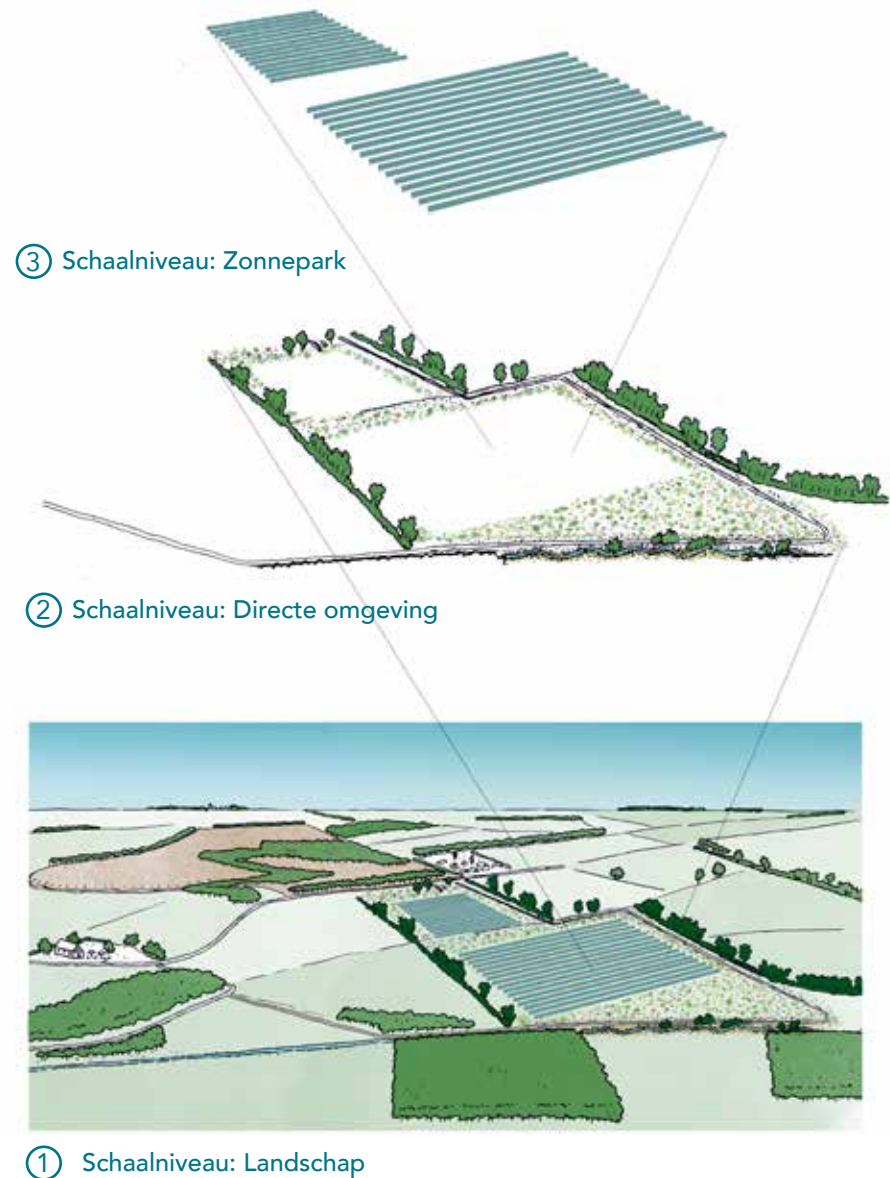 ③ Schaalniveau: Zonnepark
② Schaalniveau: Directe omgeving
① Schaalniveau: Landschap